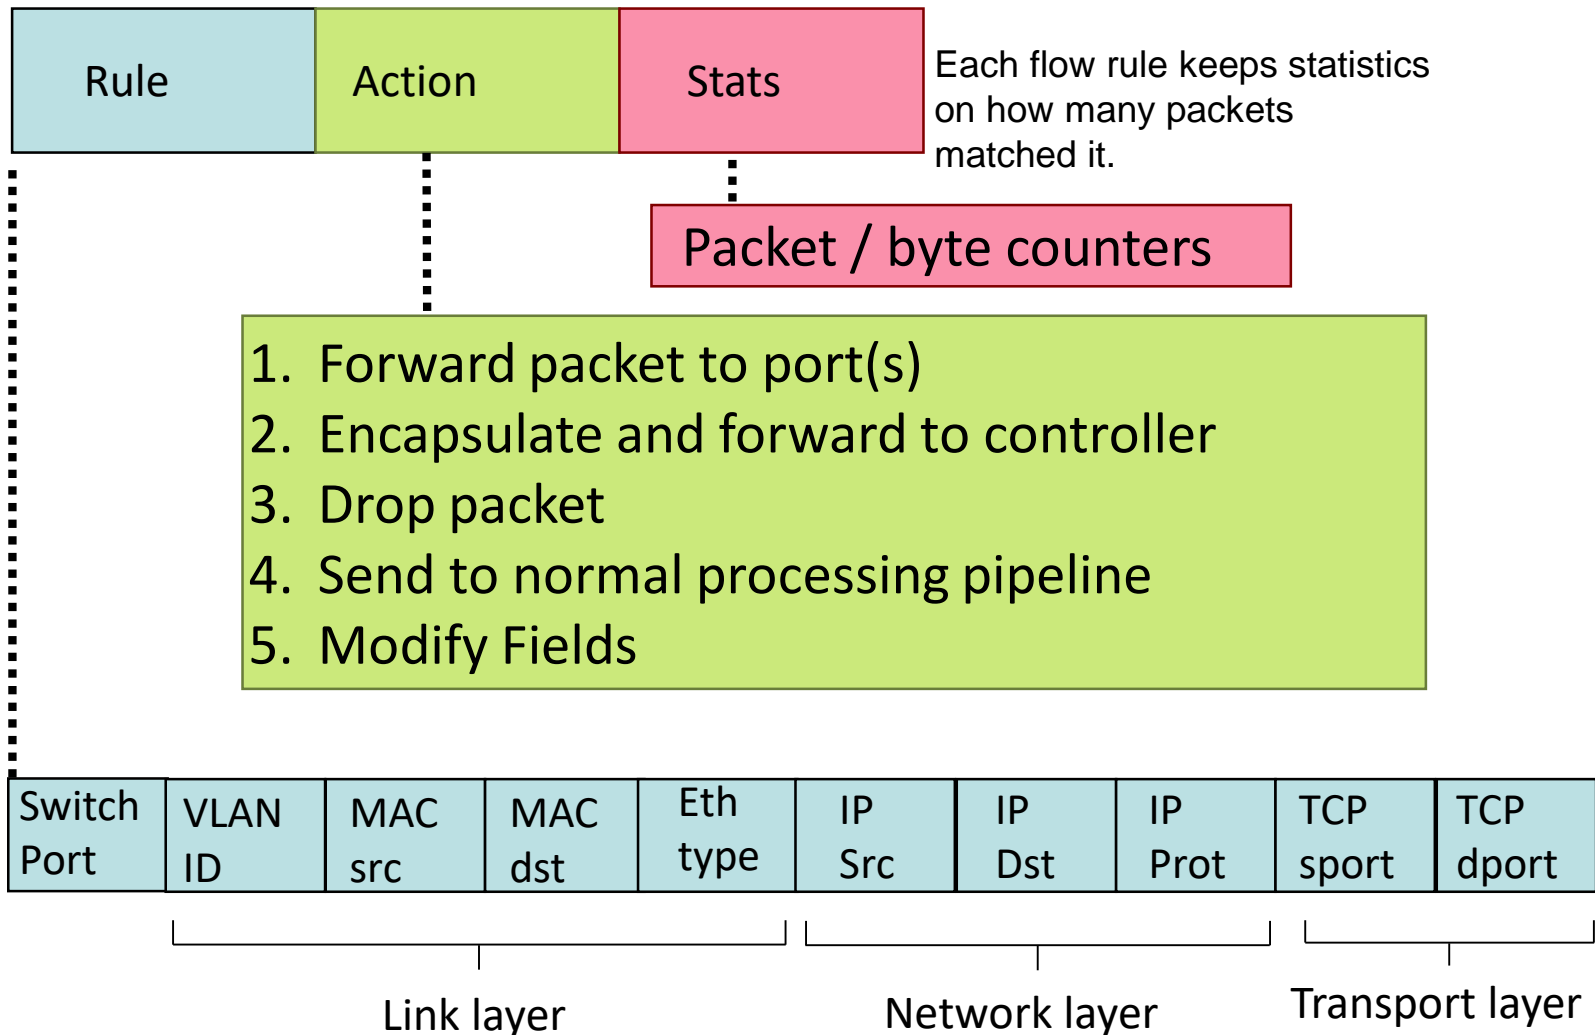 Rule
Action
Stats
Each flow rule keeps statistics
on how many packets
matched it.
Packet / byte counters
1. Forward packet to port(s)
2. Encapsulate and forward to controller
3. Drop packet
4. Send to normal processing pipeline
5. Modify Fields
Switch
Port
VLAN
ID
MAC
src
MAC
dst
Eth
type
IP
Src
IP
Dst
IP
Prot
TCP
sport
TCP
dport
Link layer
Network layer
Transport layer